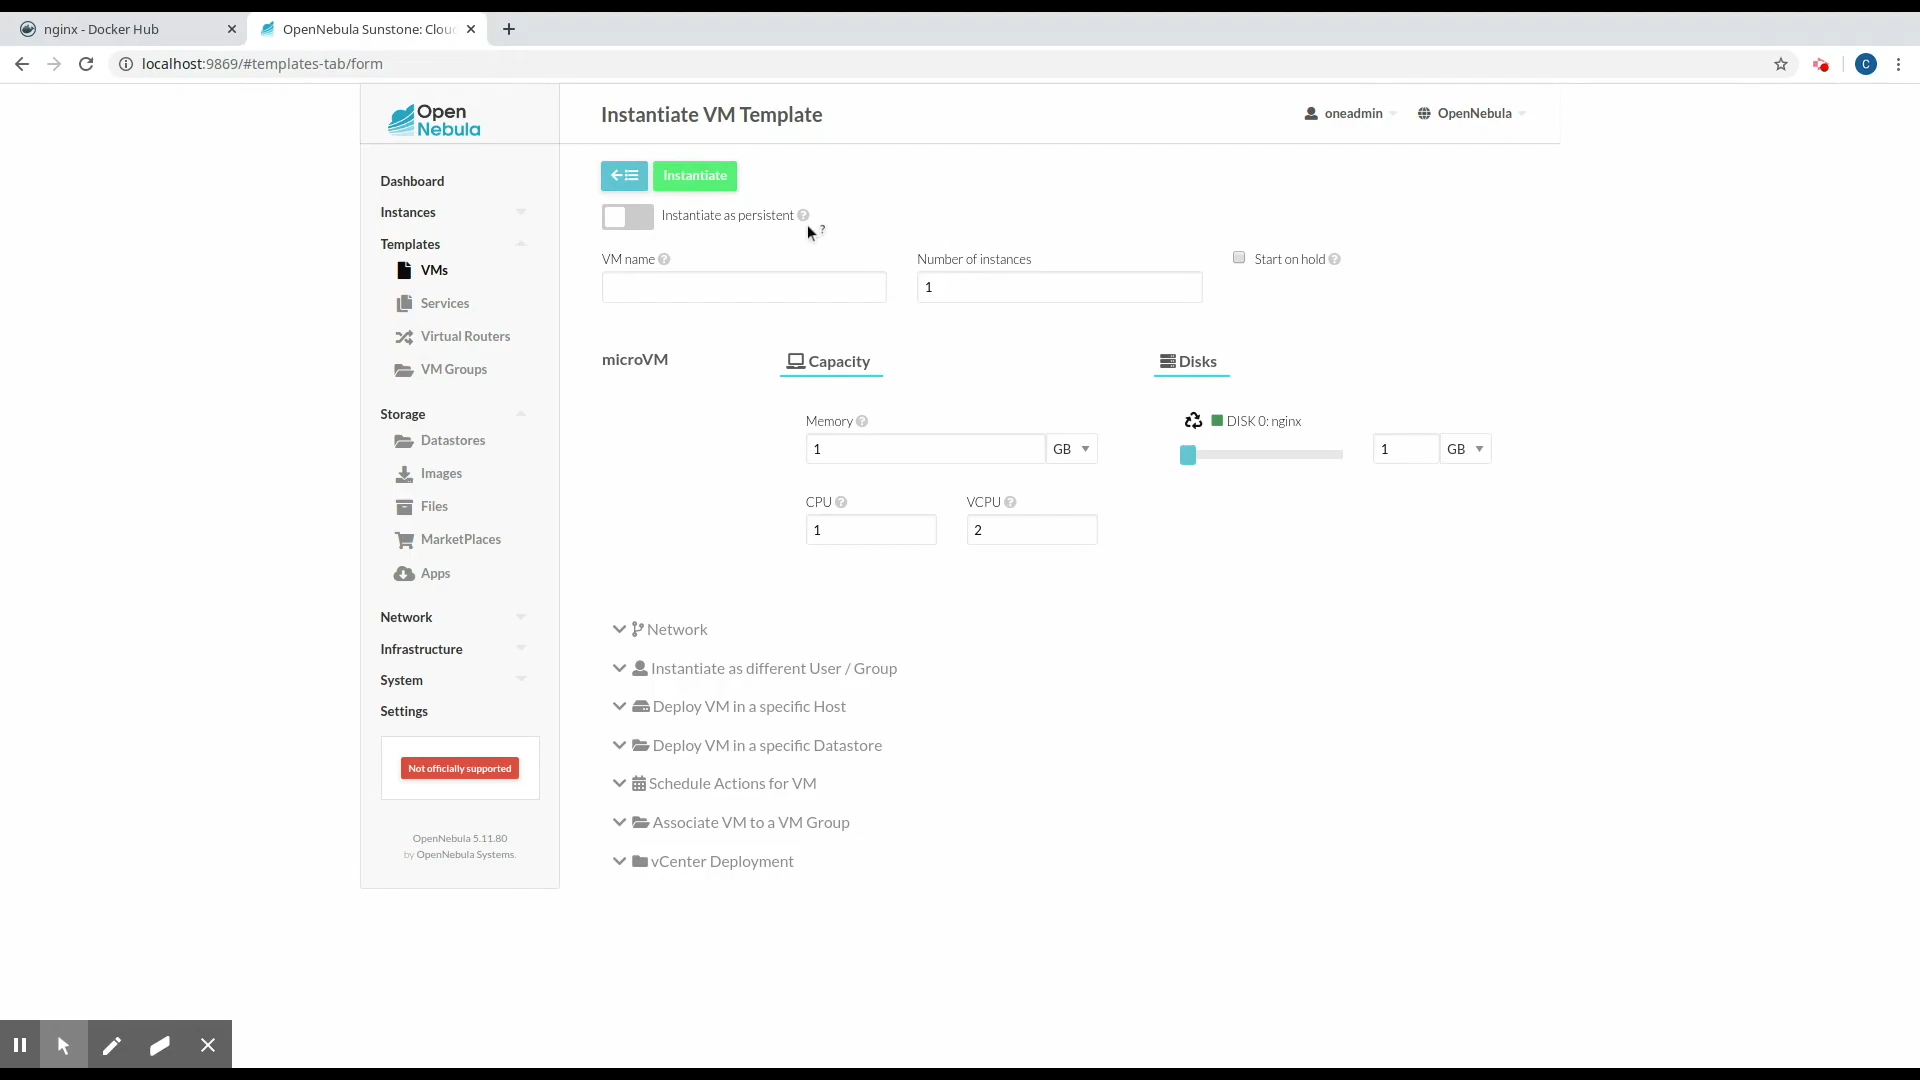 nginx - Docker Hub
OpenNebula Sunstone: Clou
localhost:9869/#templates-tab/form
C
Open
Nebula
Instantiate VM Template
oneadmin
OpenNebula
Dashboard
Instances
Templates
VMs
Services
Virtual Routers
VM Groups
Storage
Datastores
Images
Files
MarketPlaces
Apps
Network
Infrastructure
System
Settings
Not officially supported
OpenNebula 5.11.80
by OpenNebula Systems.
Instantiate
Instantiate as persistent ?
?
VM name ?
Number of instances
1
Start on hold ?
microVM
Capacity
Disks
Memory ?
1 GB
DISK 0: nginx
1 GB
CPU ?
1
VCPU ?
2
Network
Instantiate as different User / Group
Deploy VM in a specific Host
Deploy VM in a specific Datastore
Schedule Actions for VM
Associate VM to a VM Group
vCenter Deployment